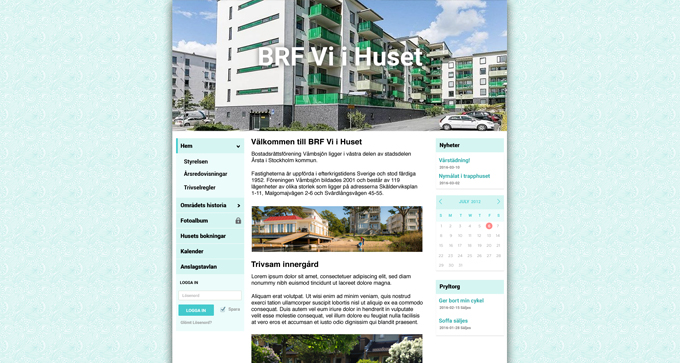 BRF Vi i Huset
Hem
Styrelsen
Årsredovisningar
Trivselregler
Områdets historia
Fotoalbum
Husets bokningar
Kalender
Anslagstavlan
LOGGA IN
Lösenord
LOGGA IN
Spara
Glömt Lösenord?
Välkommen till BRF Vi i Huset
Bostadsrättsförening Vämbsjön ligger i västra delen av stadsdelen
Årsta i Stockholm kommun.
Fastigheterna är uppförda i efterkrigstidens Sverige och stod färdiga
1952. Föreningen Vämbsjön bildades 2001 och består av 119
lägenheter av olika storlek som ligger på adresserna Skälderviksplan
1-11, Malgomajvägen 2-6 och Svärdlångsvägen 45-55.
Trivsam innergård
Lorem ipsum dolor sit amet, consectetuer adipiscing elit, sed diam
nonummy nibh euismod tincidunt ut laoreet dolore magna.
Aliquam erat volutpat. Ut wisi enim ad minim veniam, quis nostrud
exerci tation ullamcorper suscipit lobortis nisl ut aliquip ex ea commodo
consequat. Duis autem vel eum iriure dolor in hendrerit in vulputate
velit esse molestie consequat, vel illum dolore eu feugiat nulla facilisis
at vero eros et accumsan et iusto odio dignissim qui blandit praesent.
Nyheter
Vårstädning!
2016-03-10
Nymålat i trapphuset
2016-03-02
JULY 2012
S M T W T F S
1 2 3 4 5 6 7
8 9 10 11 12 13 14
15 16 17 18 19 20 21
22 23 24 25 26 27 28
29 30 31
Pryltorg
Ger bort min cykel
2016-02-15 Säljes
Soffa säljes
2016-01-28 Säljes